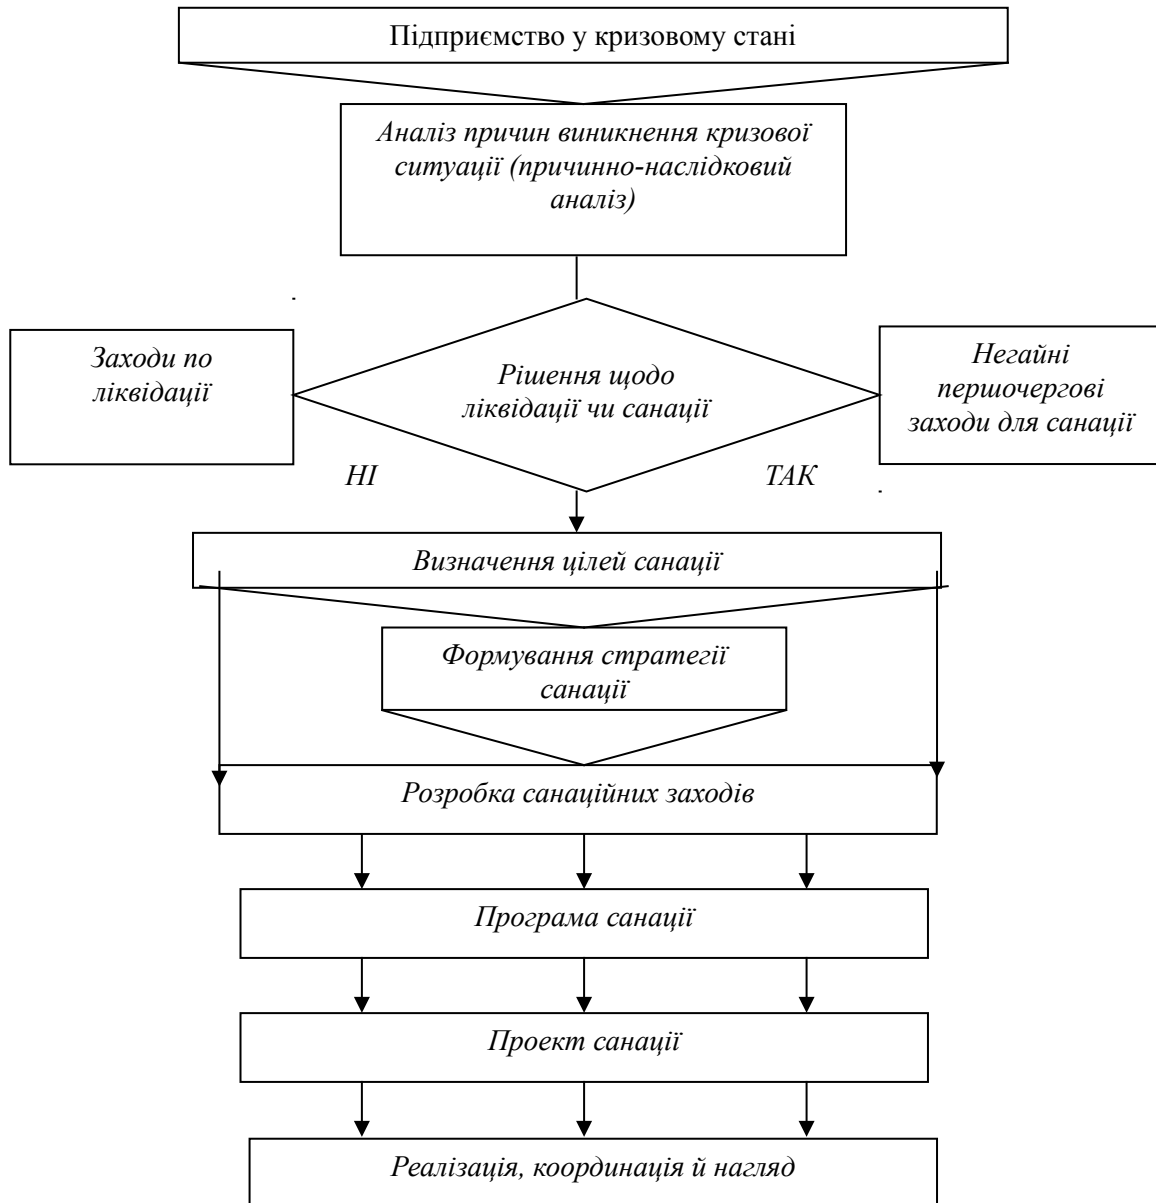 Підприємство у кризовому стані
Аналіз причин виникнення кризової
ситуації (причинно-наслідковий
аналіз)
Заходи по
ліквідації
Рішення щодо
ліквідації чи санації
Негайні
першочергові
заходи для санації
НІ
ТАК
Визначення цілей санації
Формування стратегії
санації
Розробка санаційних заходів
Програма санації
Проект санації
Реалізація, координація й нагляд